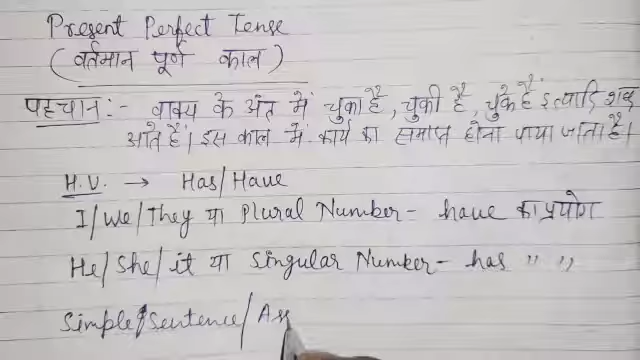 Present Perfect Tense
(वर्तमान पूर्ण काल)
पहचान :- वाक्य के अंत में चुका है, चुकी है, चुके हैं इत्यादि शब्द
आते हैं। इस काल में कार्य का समाप्त होना पाया जाता है।
H.V. → Has/Have
I/We/They या Plural Number - have का प्रयोग
He/She/it या Singular Number - has " "
Simple Sentence/Ass